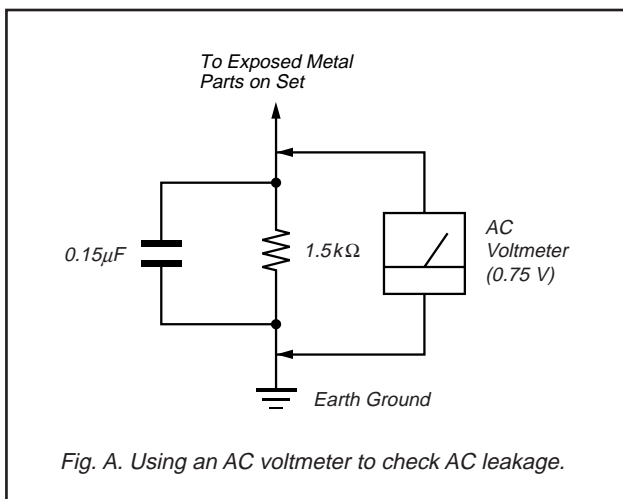 To Exposed Metal
Parts on Set
0.15μF
1.5kΩ
AC
Voltmeter
(0.75 V)
Earth Ground
Fig. A. Using an AC voltmeter to check AC leakage.